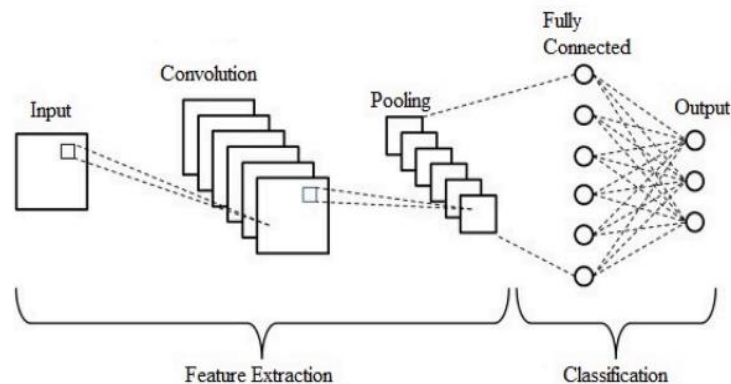 Fully
Connected
Convolution
Pooling
Input
Output
Feature Extraction
Classification